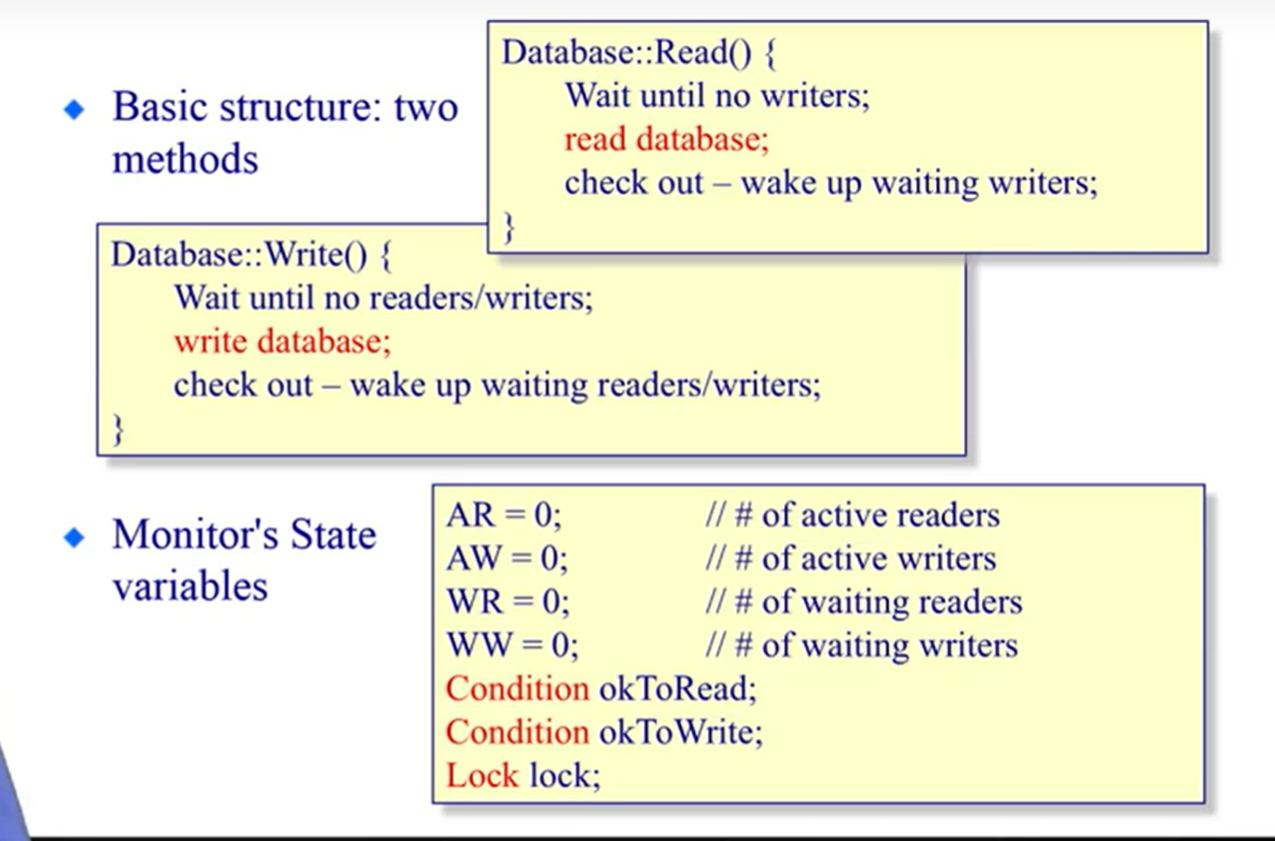 Basic structure: two
methods
Database::Read() {
Wait until no writers;
read database;
check out – wake up waiting writers;
}
Database::Write() {
Wait until no readers/writers;
write database;
check out – wake up waiting readers/writers;
}
Monitor's State
variables
AR = 0; // # of active readers
AW = 0; // # of active writers
WR = 0; // # of waiting readers
WW = 0; // # of waiting writers
Condition okToRead;
Condition okToWrite;
Lock lock;